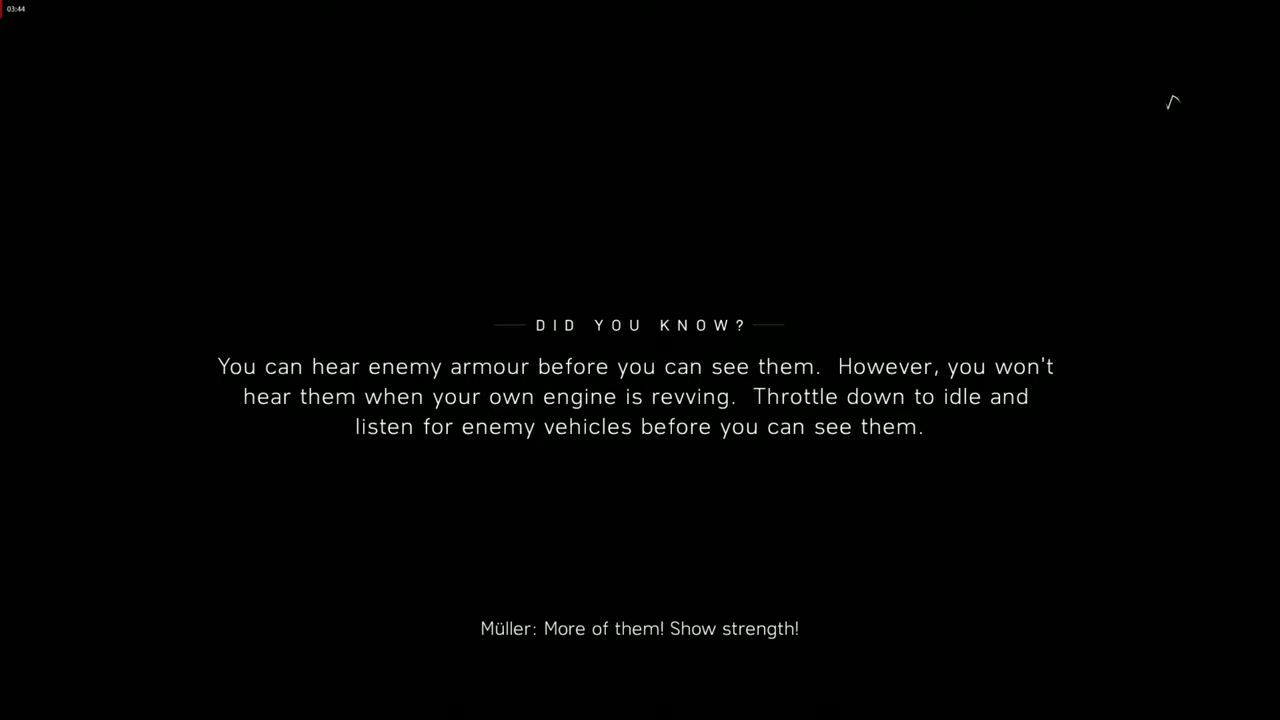 03:44
DID YOU KNOW?
You can hear enemy armour before you can see them.  However, you won't
hear them when your own engine is revving.  Throttle down to idle and
listen for enemy vehicles before you can see them.
Müller: More of them! Show strength!